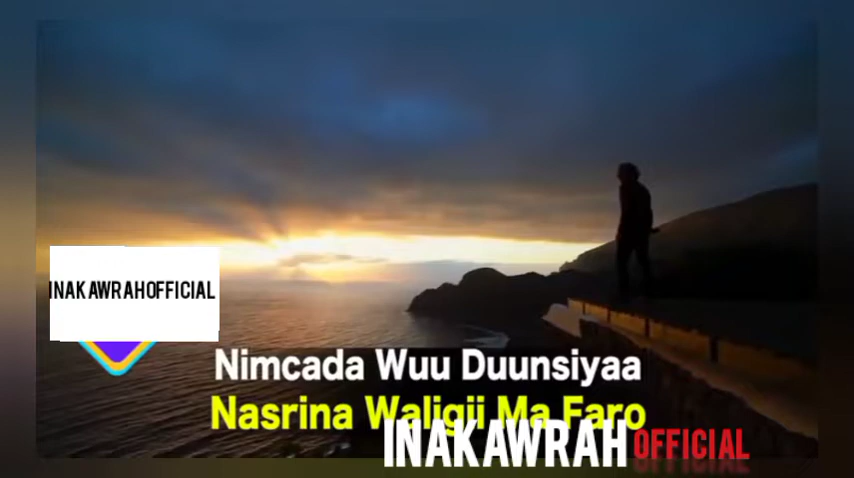 INAKAWRAHOFFICIAL
Nimcada Wuu Duunsiyaa
Nasrina Waligii Ma Faro
INAKAWRAH OFFICIAL